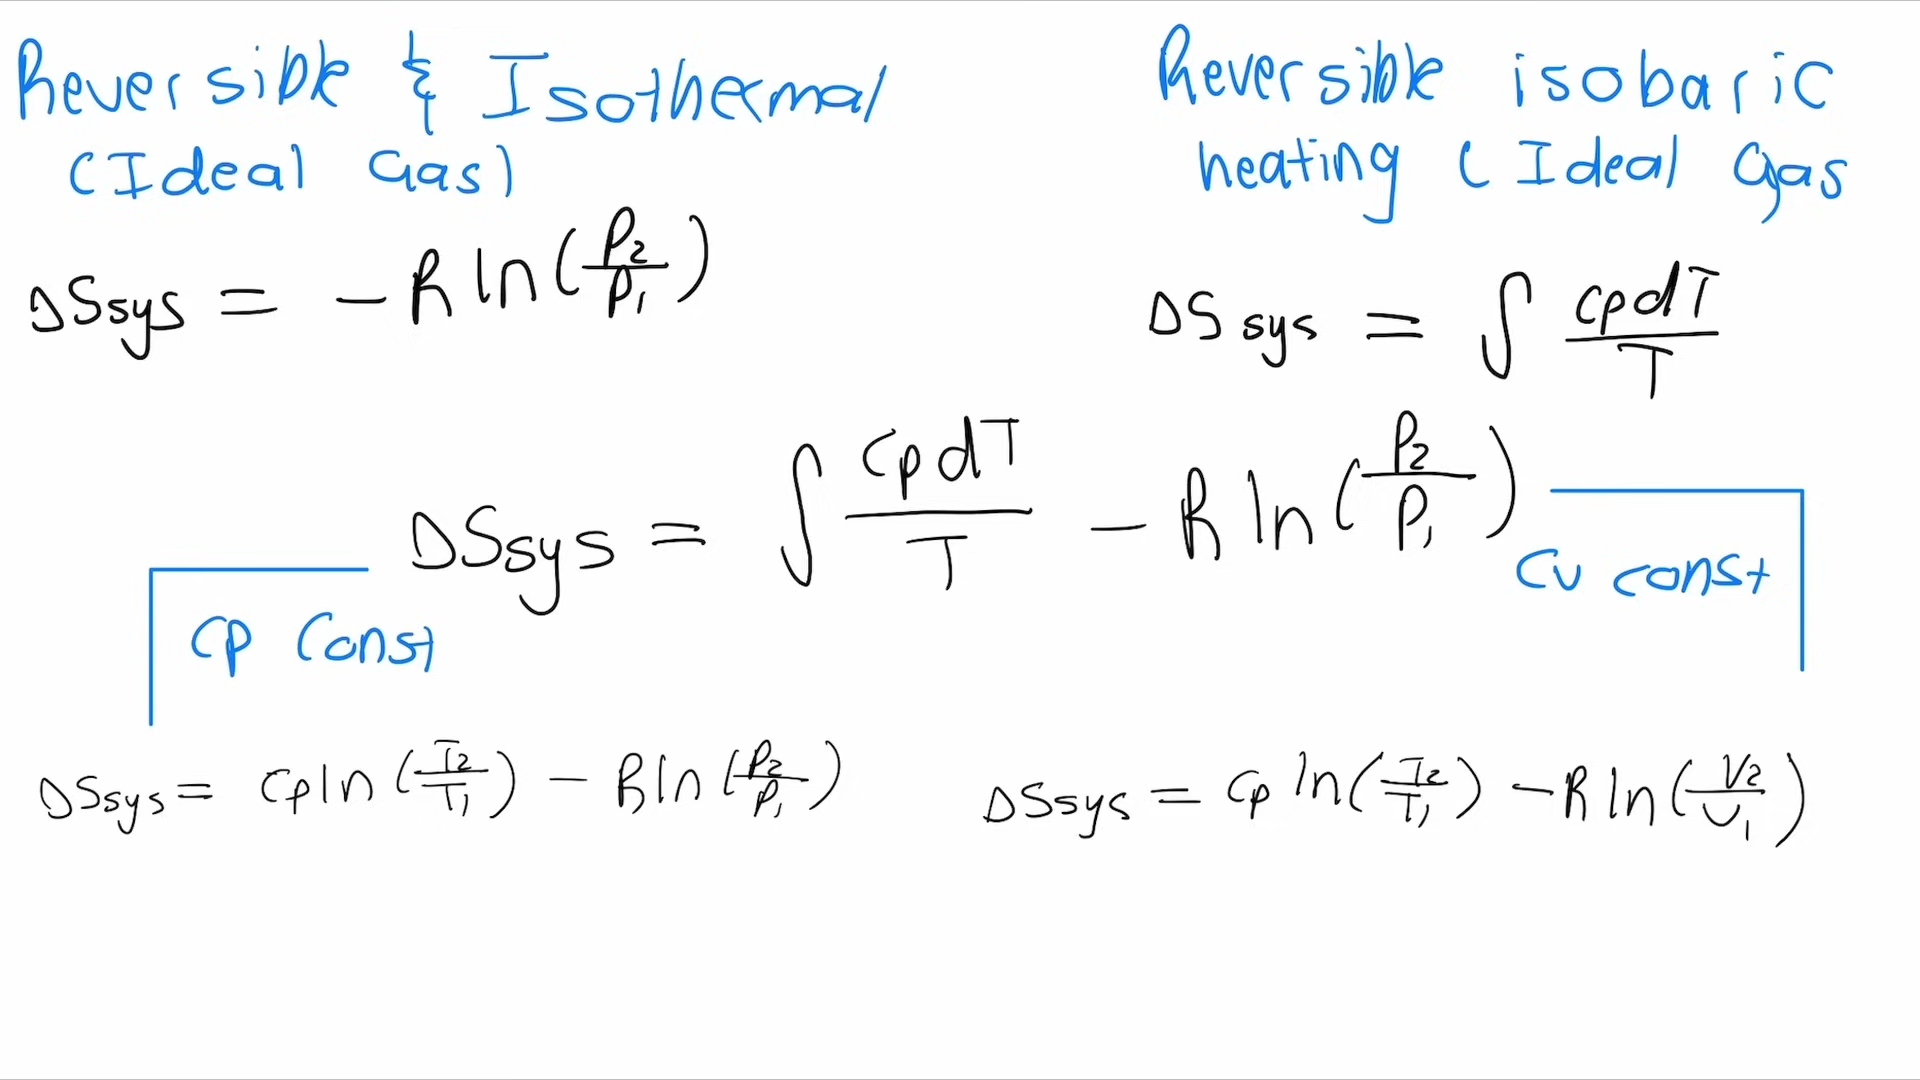 Reversible & Isothermal
(Ideal Gas)
ΔSsys = -R ln(P2/P1)
Reversible isobaric
heating (Ideal Gas
ΔSsys = ∫ CpdT/T
ΔSsys = ∫ CpdT/T - R ln(P2/P1)
Cp Const
Cv const
ΔSsys = Cp ln(T2/T1) - R ln(P2/P1)
ΔSsys = Cp ln(T2/T1) - R ln(V2/V1)